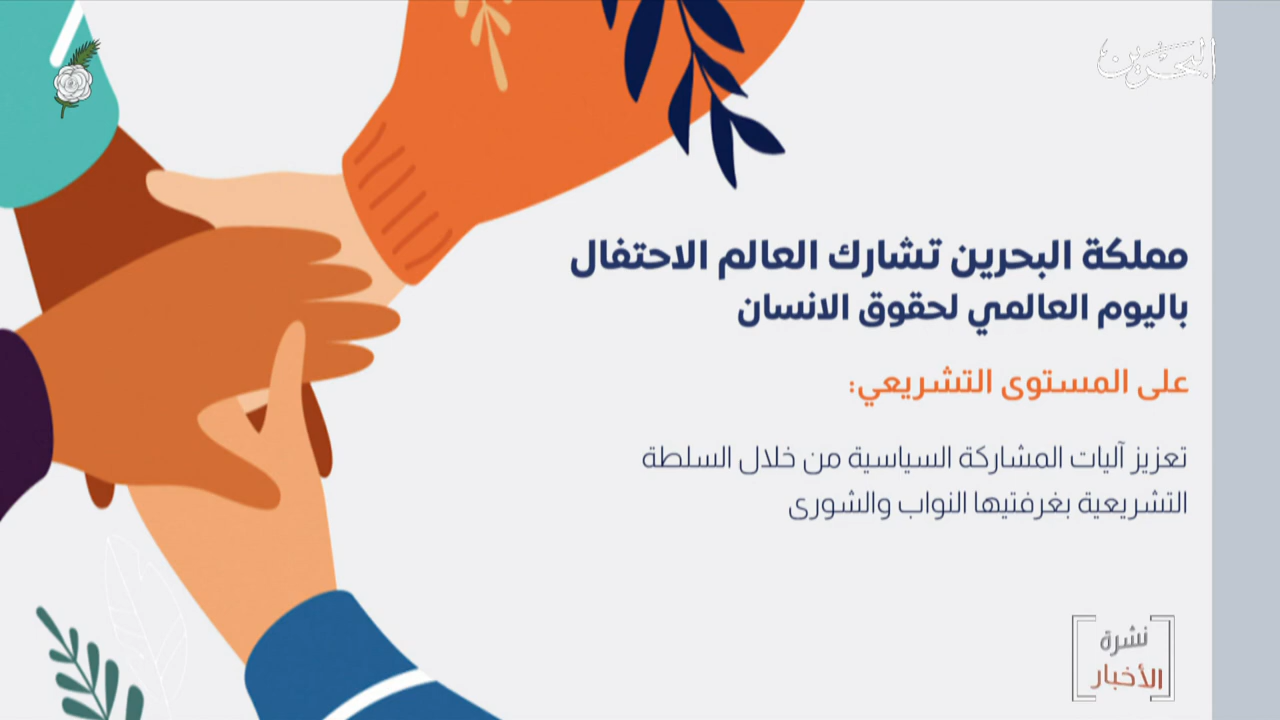 البحرين
مملكة البحرين تشارك العالم الاحتفال
باليوم العالمي لحقوق الانسان
على المستوى التشريعي:
تعزيز آليات المشاركة السياسية من خلال السلطة
التشريعية بغرفتيها النواب والشورى
نشرة
الأخبار